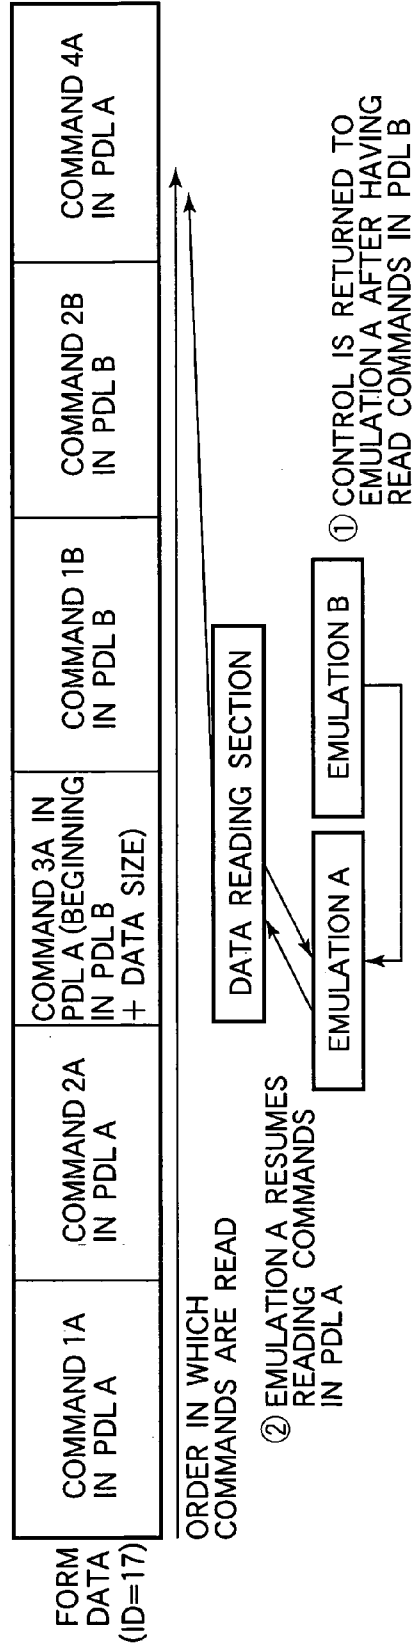 FORM
DATA
(ID=17)
COMMAND 1A
IN PDL A
COMMAND 2A
IN PDL A
COMMAND 3A IN
PDL A (BEGINNING
IN PDL B
+ DATA SIZE)
COMMAND 1B
IN PDL B
COMMAND 2B
IN PDL B
COMMAND 4A
IN PDL A
ORDER IN WHICH
COMMANDS ARE READ
DATA READING SECTION
② EMULATION A RESUMES
READING COMMANDS
IN PDL A
EMULATION A
EMULATION B
① CONTROL IS RETURNED TO
EMULATION A AFTER HAVING
READ COMMANDS IN PDL B